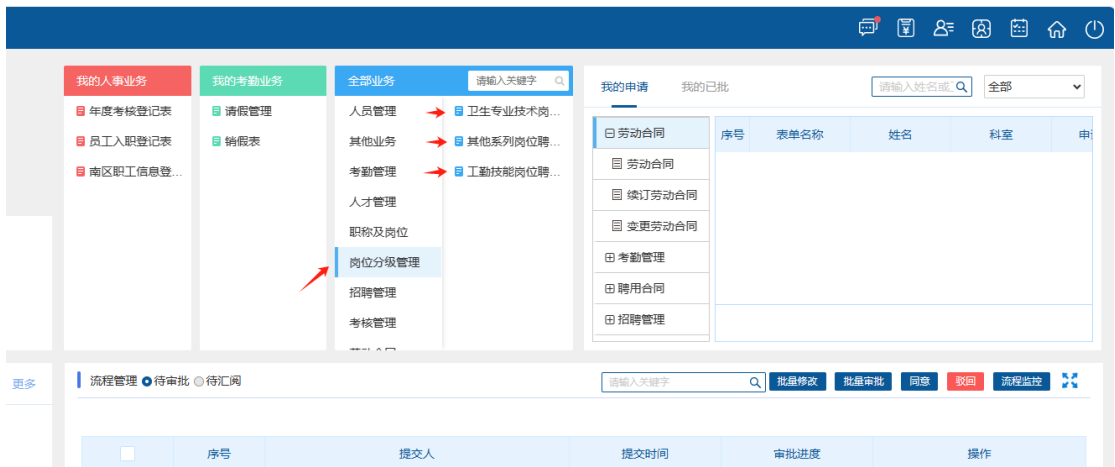 我的人事业务
年度考核登记表
员工入职登记表
南区职工信息登...
我的考勤业务
请假管理
销假表
全部业务
请输入关键字
人员管理
其他业务
考勤管理
人才管理
职称及岗位
岗位分级管理
招聘管理
考核管理
卫生专业技术岗...
其他系列岗位聘...
工勤技能岗位聘...
我的申请
我的已批
请输入姓名或
全部
劳动合同
劳动合同
续订劳动合同
变更劳动合同
考勤管理
聘用合同
招聘管理
序号 表单名称 姓名 科室 申
更多
流程管理 待审批 待汇阅
请输入关键字
批量修改 批量审批 同意 驳回 流程监控
序号 提交人 提交时间 审批进度 操作